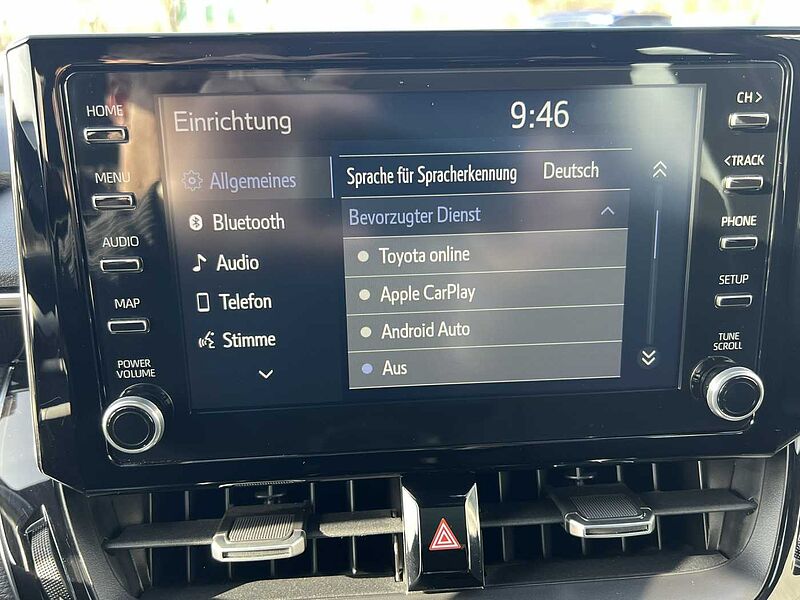 HOME
MENU
AUDIO
MAP
POWER
VOLUME
Einrichtung
9:46
Allgemeines
Bluetooth
Audio
Telefon
Stimme
Sprache für Spracherkennung Deutsch
Bevorzugter Dienst
Toyota online
Apple CarPlay
Android Auto
Aus
CH >
< TRACK
PHONE
SETUP
TUNE
SCROLL